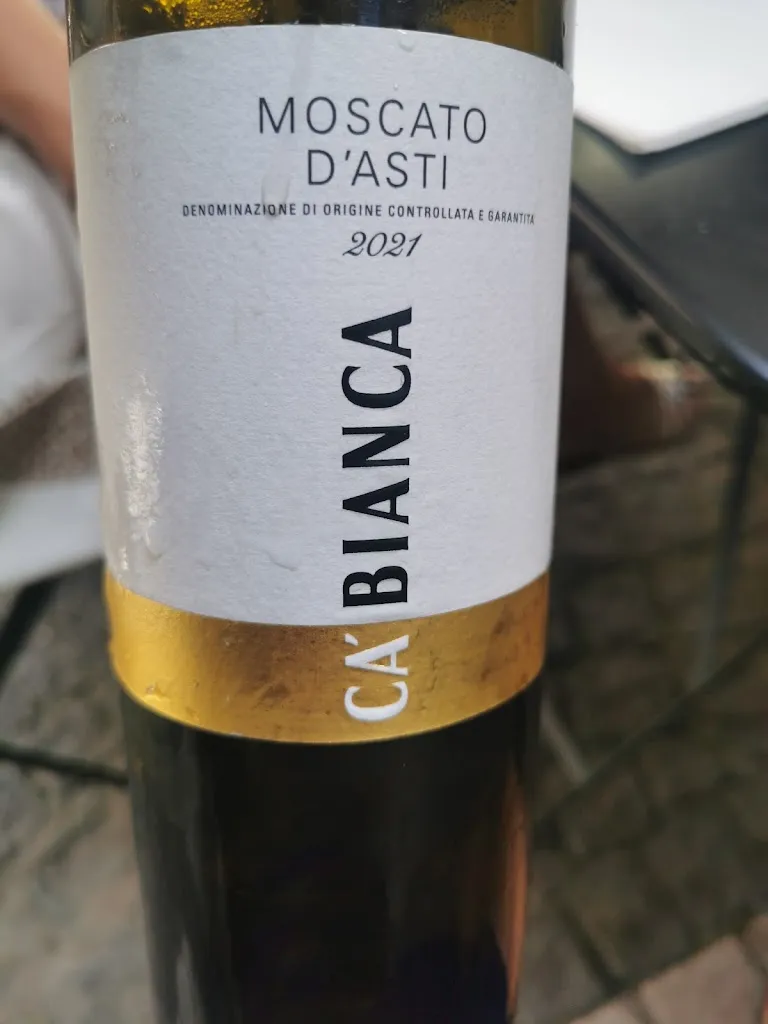 MOSCATO
D'ASTI
DENOMINAZIONE DI ORIGINE CONTROLLATA E GARANTITA
2021
CA' BIANCA